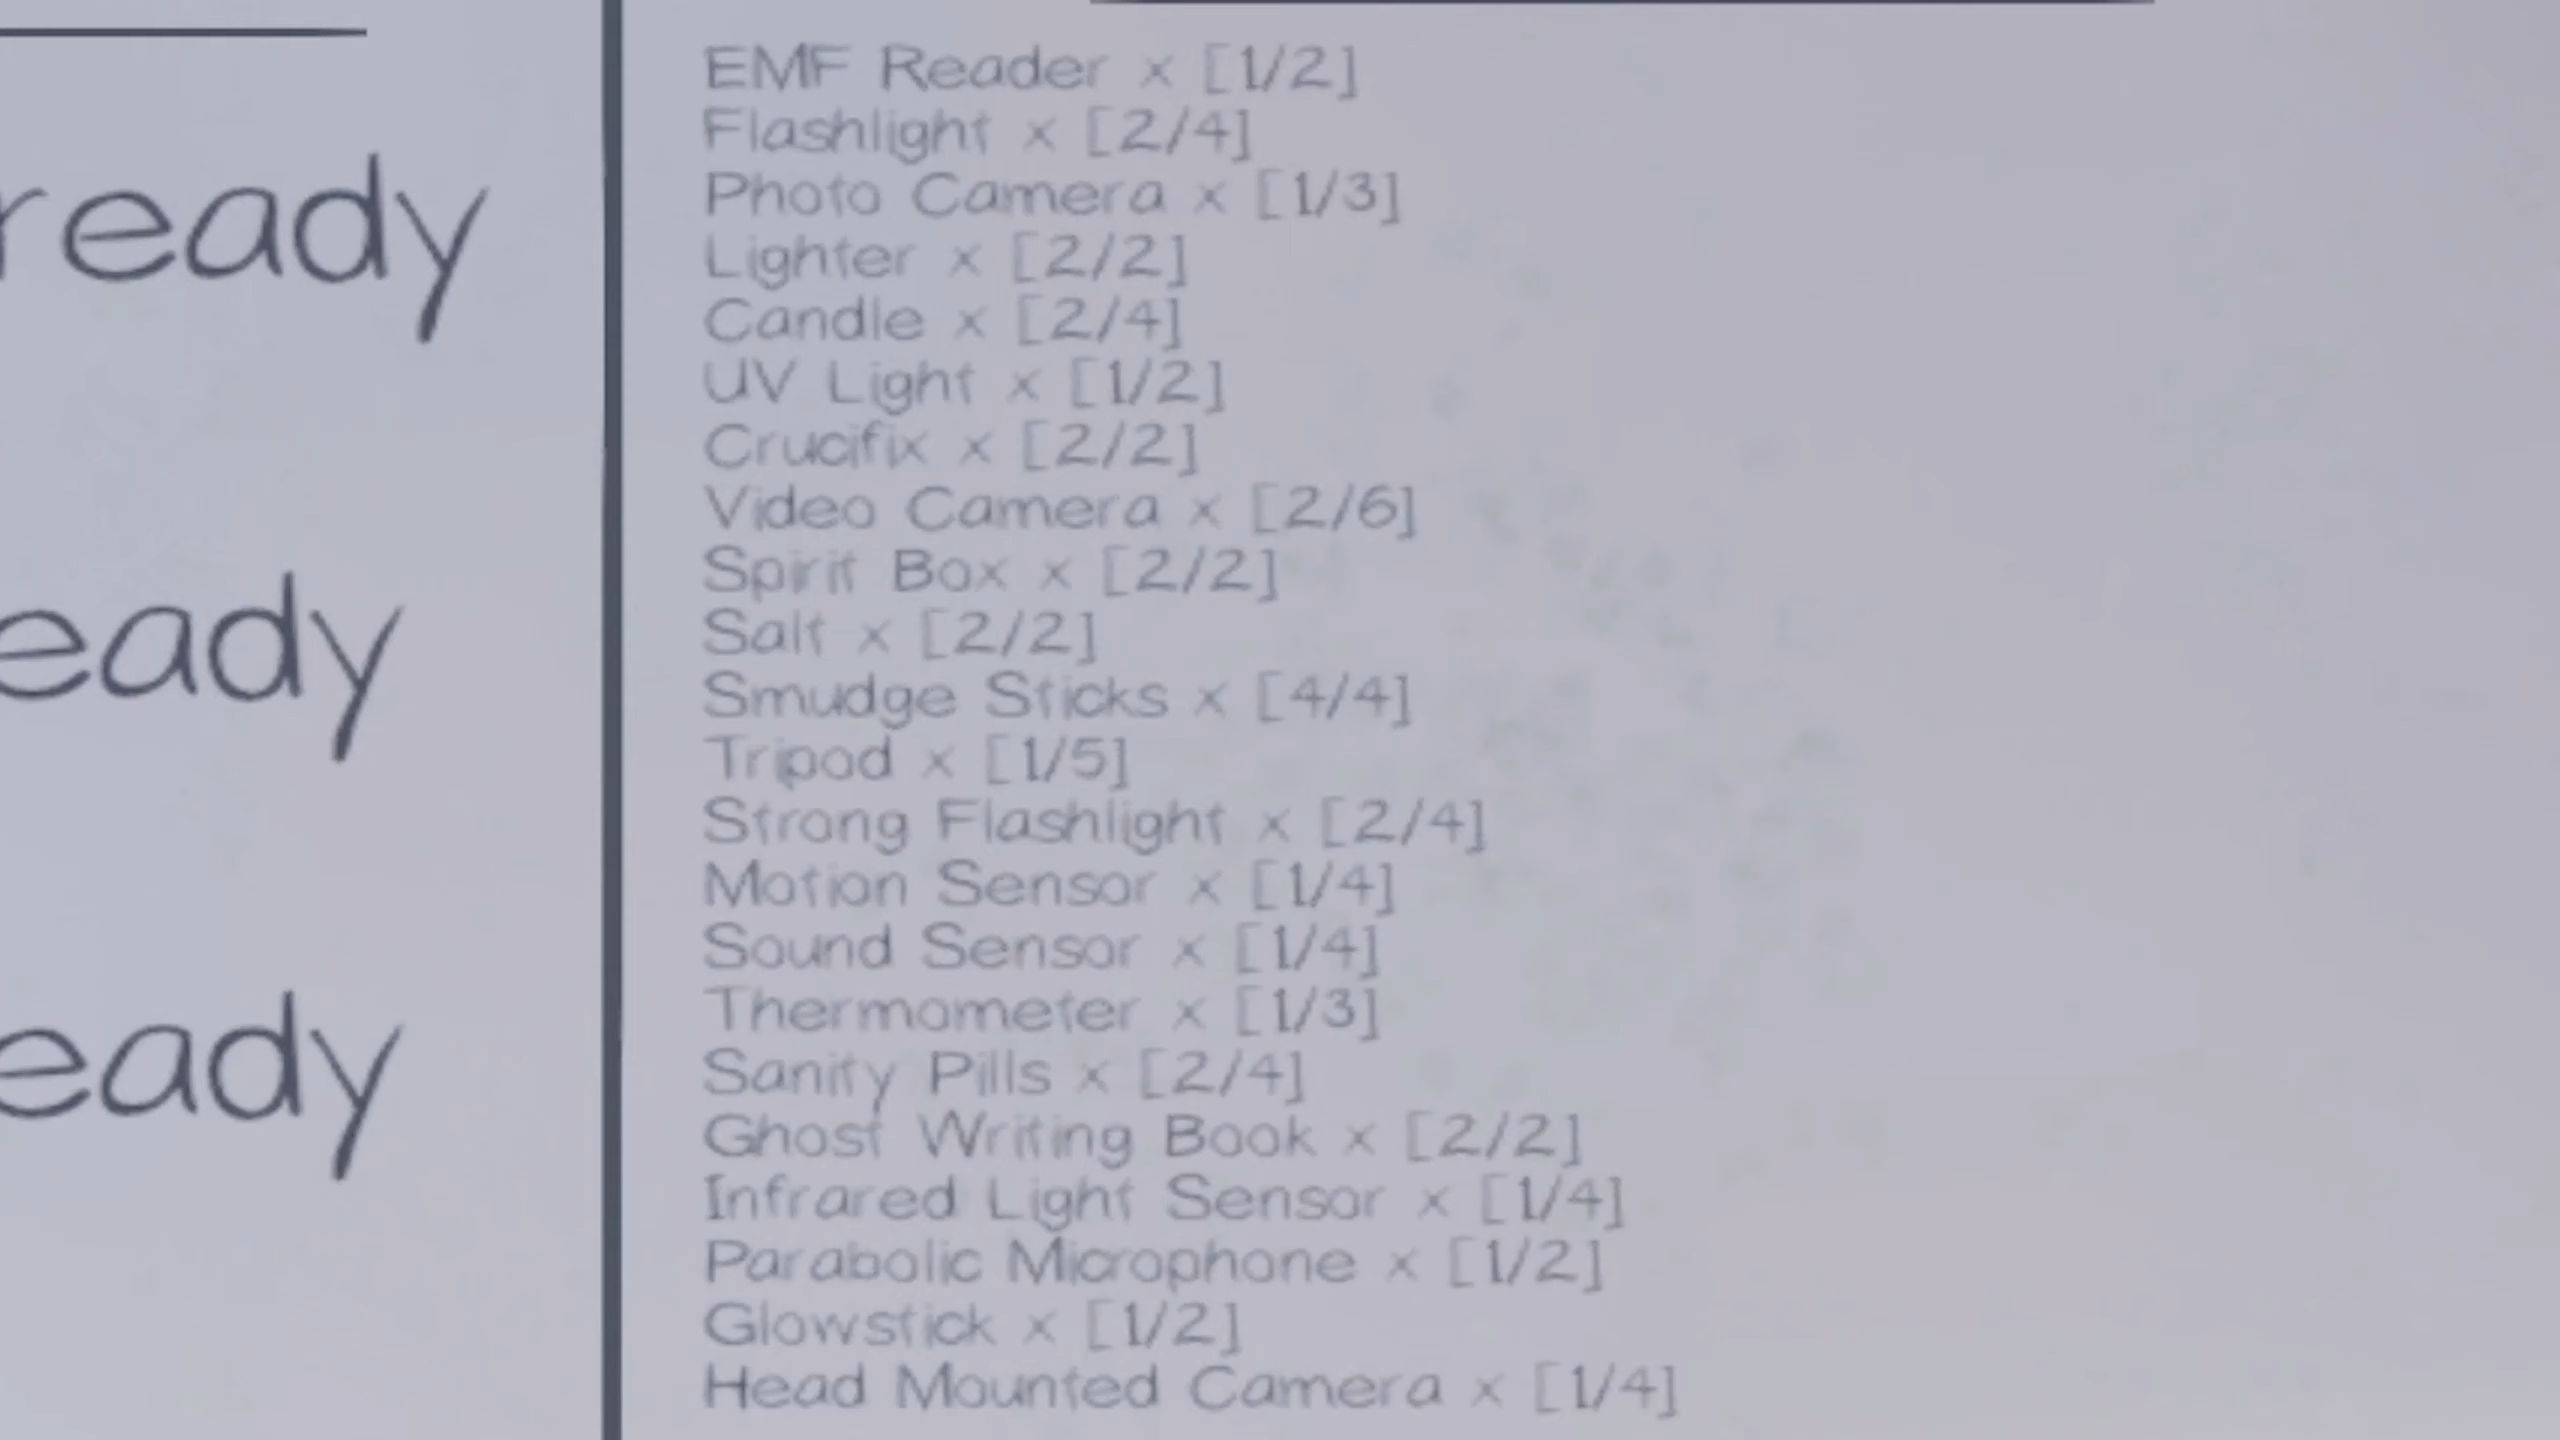 ready
eady
eady
EMF Reader x [1/2]
Flashlight x [2/4]
Photo Camera x [1/3]
Lighter x [2/2]
Candle x [2/4]
UV Light x [1/2]
Crucifix x [2/2]
Video Camera x [2/6]
Spirit Box x [2/2]
Salt x [2/2]
Smudge Sticks x [4/4]
Tripod x [1/5]
Strong Flashlight x [2/4]
Motion Sensor x [1/4]
Sound Sensor x [1/4]
Thermometer x [1/3]
Sanity Pills x [2/4]
Ghost Writing Book x [2/2]
Infrared Light Sensor x [1/4]
Parabolic Microphone x [1/2]
Glowstick x [1/2]
Head Mounted Camera x [1/4]